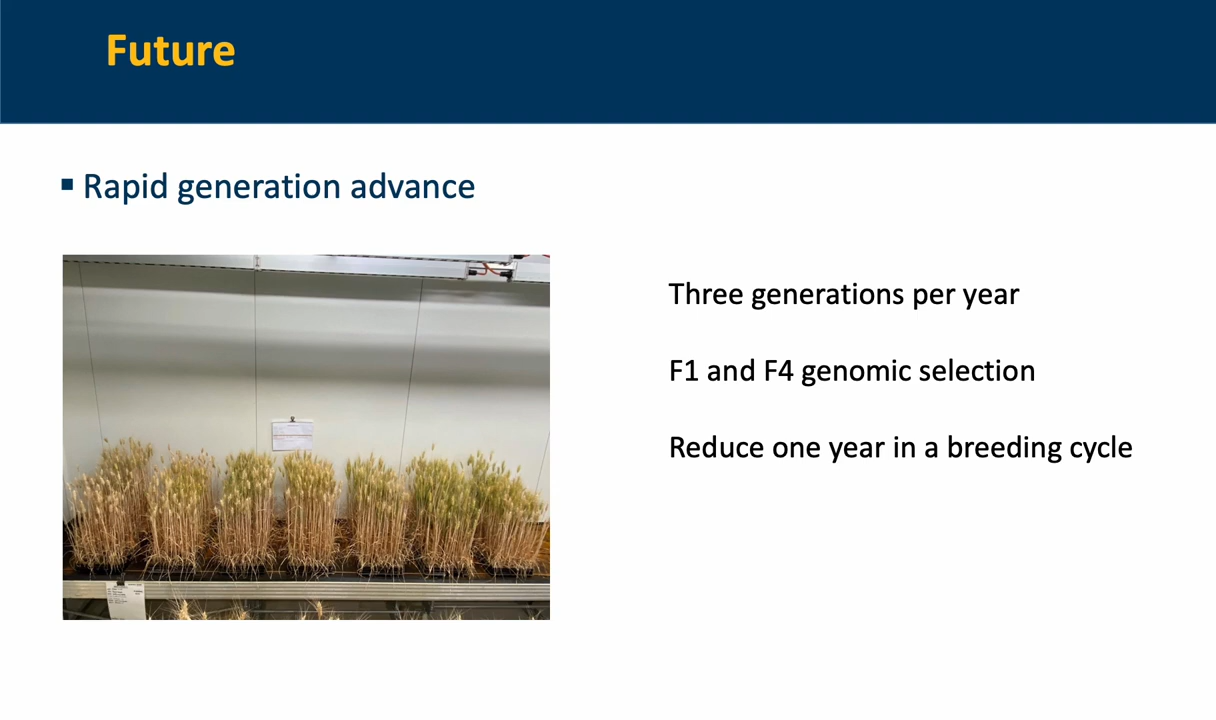 Future
▪ Rapid generation advance
Three generations per year
F1 and F4 genomic selection
Reduce one year in a breeding cycle